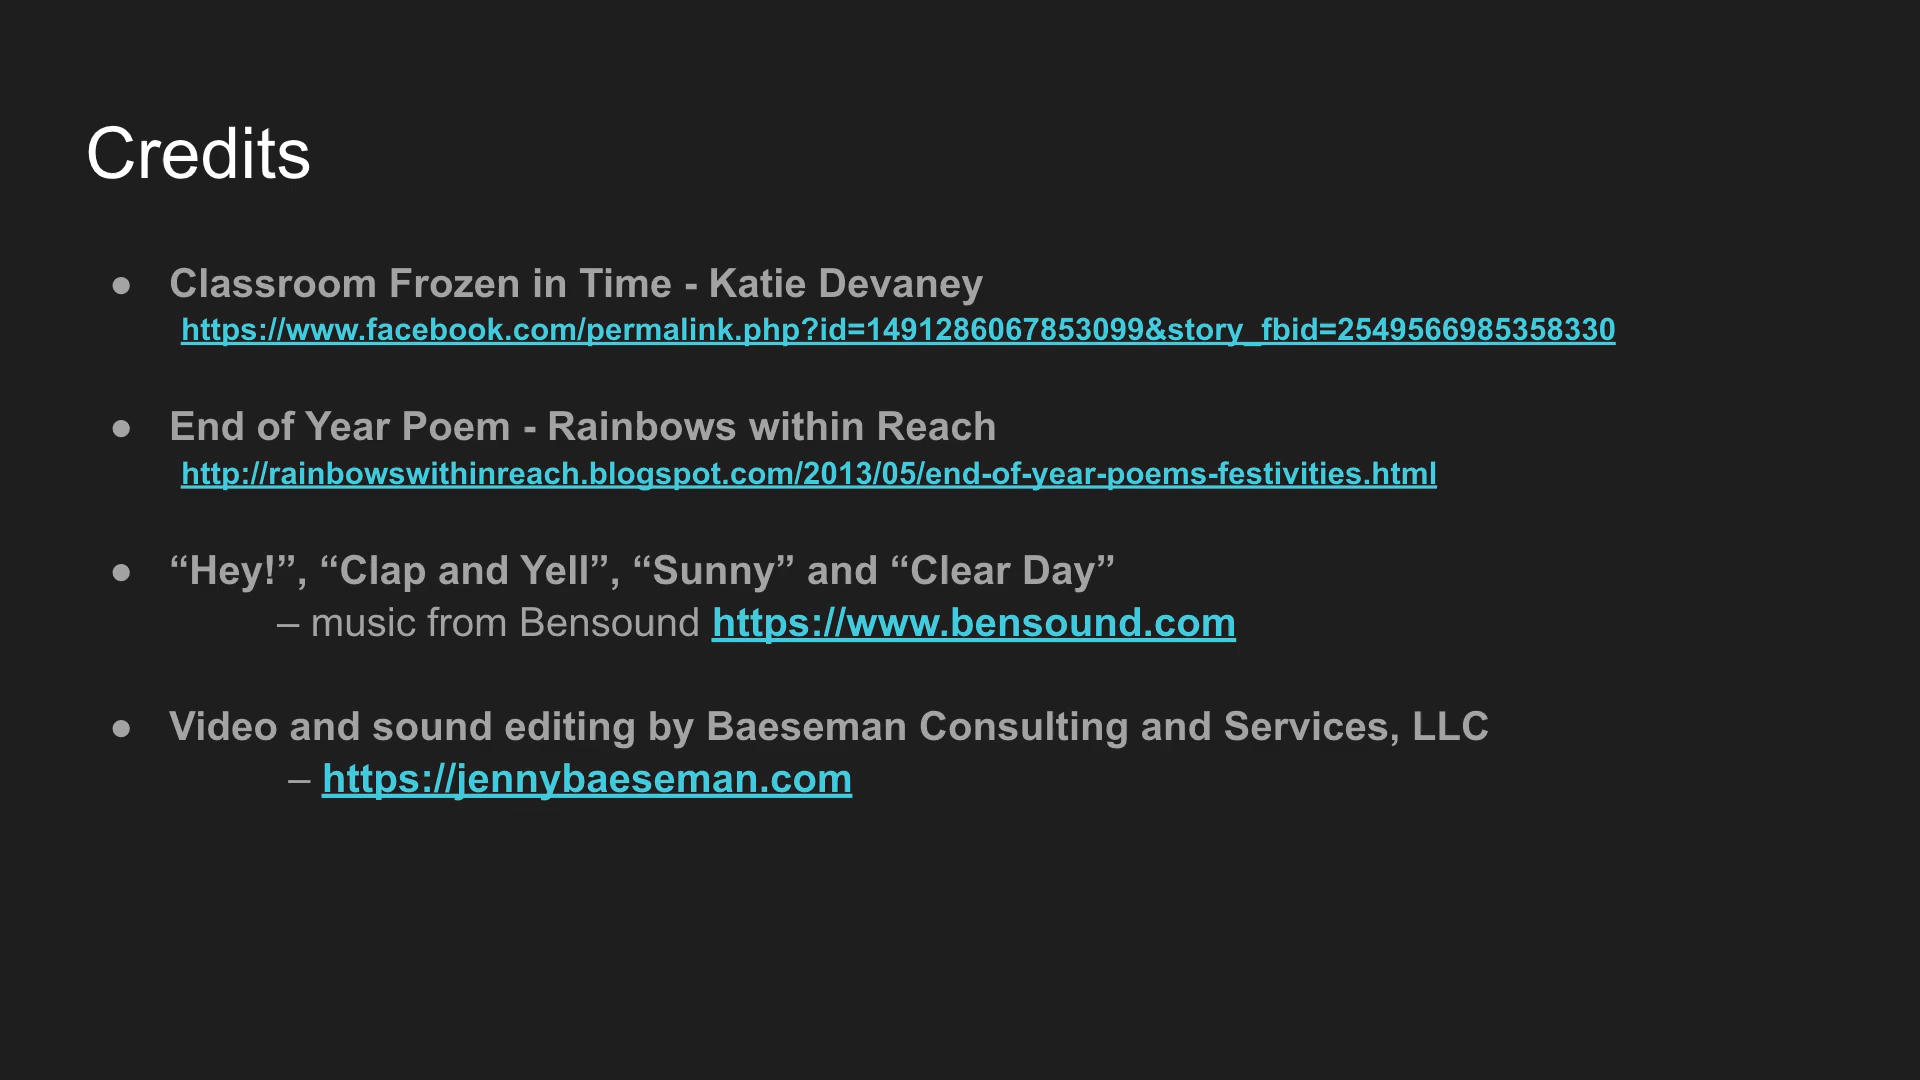 Credits
● Classroom Frozen in Time - Katie Devaney
https://www.facebook.com/permalink.php?id=1491286067853099&story_fbid=2549566985358330
● End of Year Poem - Rainbows within Reach
http://rainbowswithinreach.blogspot.com/2013/05/end-of-year-poems-festivities.html
● “Hey!”, “Clap and Yell”, “Sunny” and “Clear Day”
– music from Bensound https://www.bensound.com
● Video and sound editing by Baeseman Consulting and Services, LLC
– https://jennybaeseman.com